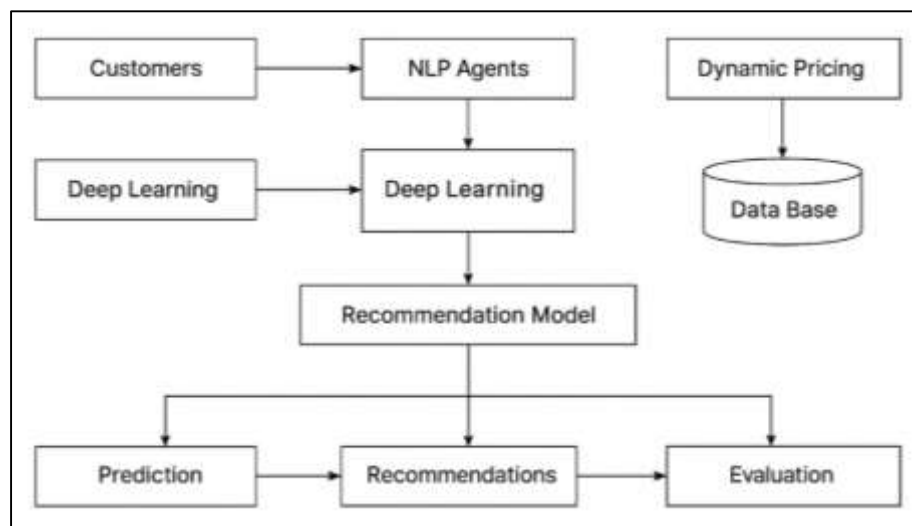 Customers
NLP Agents
Dynamic Pricing
Deep Learning
Deep Learning
Data Base
Recommendation Model
Prediction
Recommendations
Evaluation